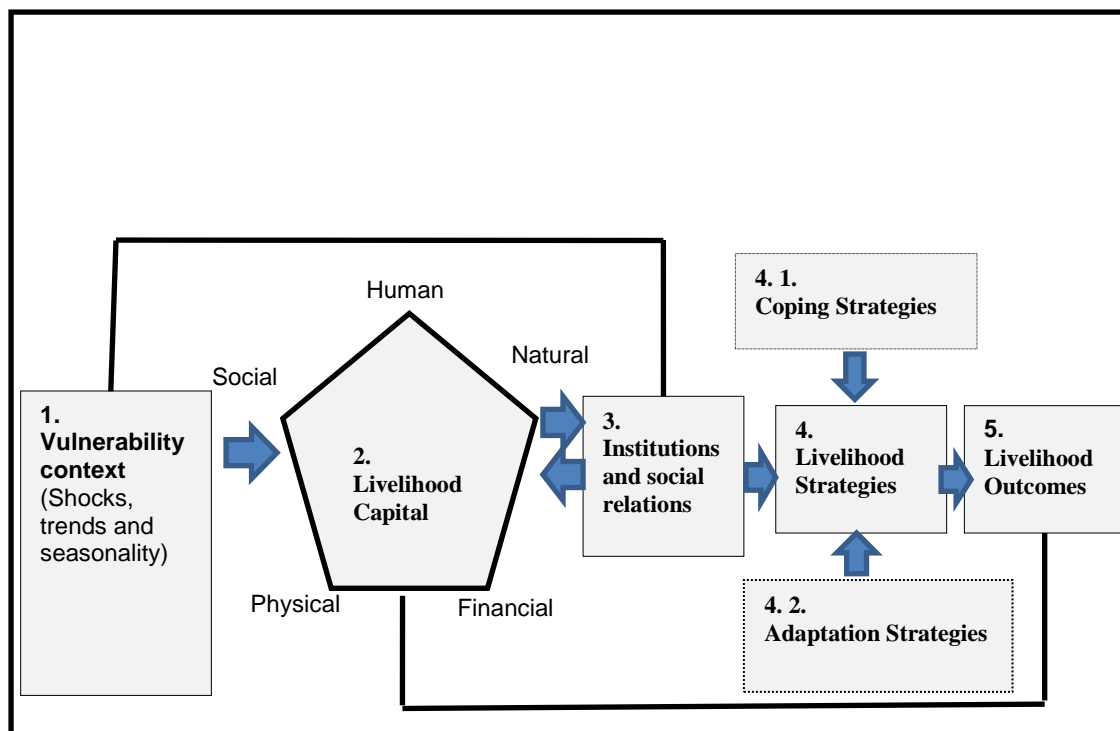 Human
Natural
Social
1.
Vulnerability
context
(Shocks,
trends and
seasonality)
2.
Livelihood
Capital
Physical
Financial
3.
Institutions
and social
relations
4. 1.
Coping Strategies
4.
Livelihood
Strategies
5.
Livelihood
Outcomes
4. 2.
Adaptation Strategies